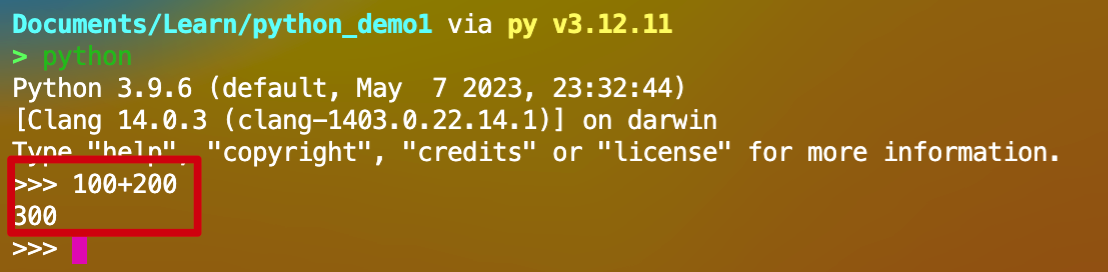 Documents/Learn/python_demo1 via py v3.12.11
> python
Python 3.9.6 (default, May  7 2023, 23:32:44)
[Clang 14.0.3 (clang-1403.0.22.14.1)] on darwin
Type "help", "copyright", "credits" or "license" for more information.
>>> 100+200
300
>>>